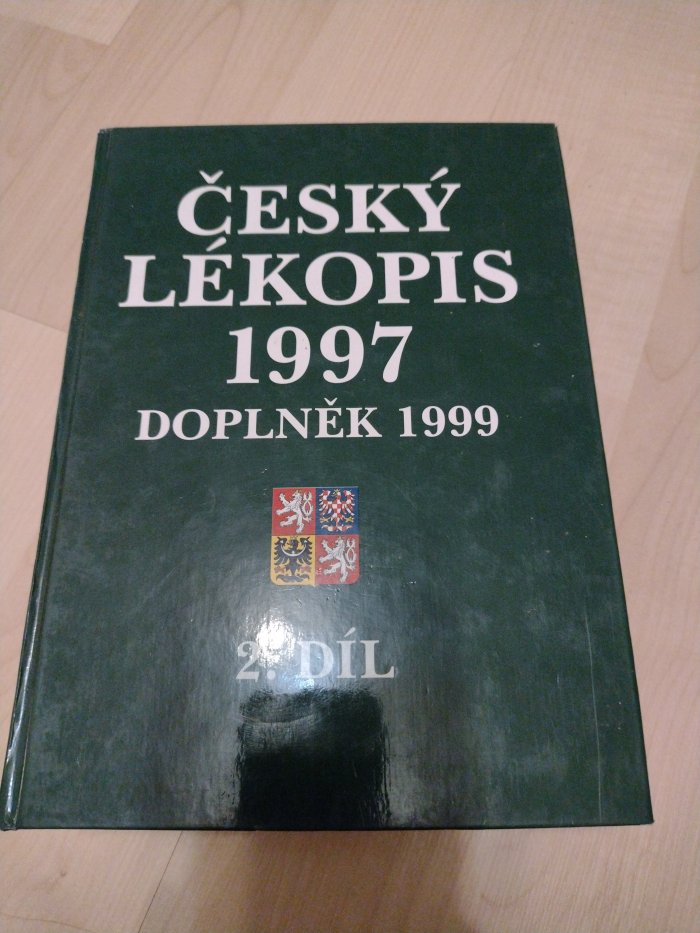 ČESKÝ
LÉKOPIS
1997
DOPLNĚK 1999
2. DÍL